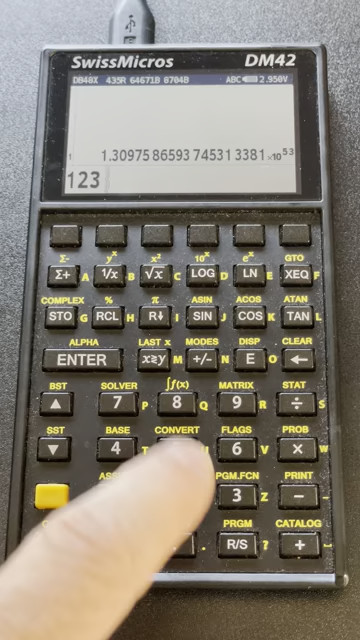 SwissMicros DM42
DB48X 435R 64671B 8704B ABC 2.958V
1 1.30975 86593 74531 3381×10⁵³
123
Σ- yˣ x² 10ˣ eˣ GTO
Σ+ A 1/x B √x C LOG D LN E XEQ F
COMPLEX % π ASIN ACOS ATAN
STO G RCL H R↓ I SIN J COS K TAN L
ALPHA LAST x MODES DISP CLEAR
ENTER x≷y M +/- N E O ←
BST SOLVER ∫f(x) MATRIX STAT
▲ 7 P 8 Q 9 R ÷ S
SST BASE CONVERT FLAGS PROB
▼ 4 T U 6 V × W
PGM.FCN PRINT
3 Z − -
PRGM CATALOG
. R/S ? +